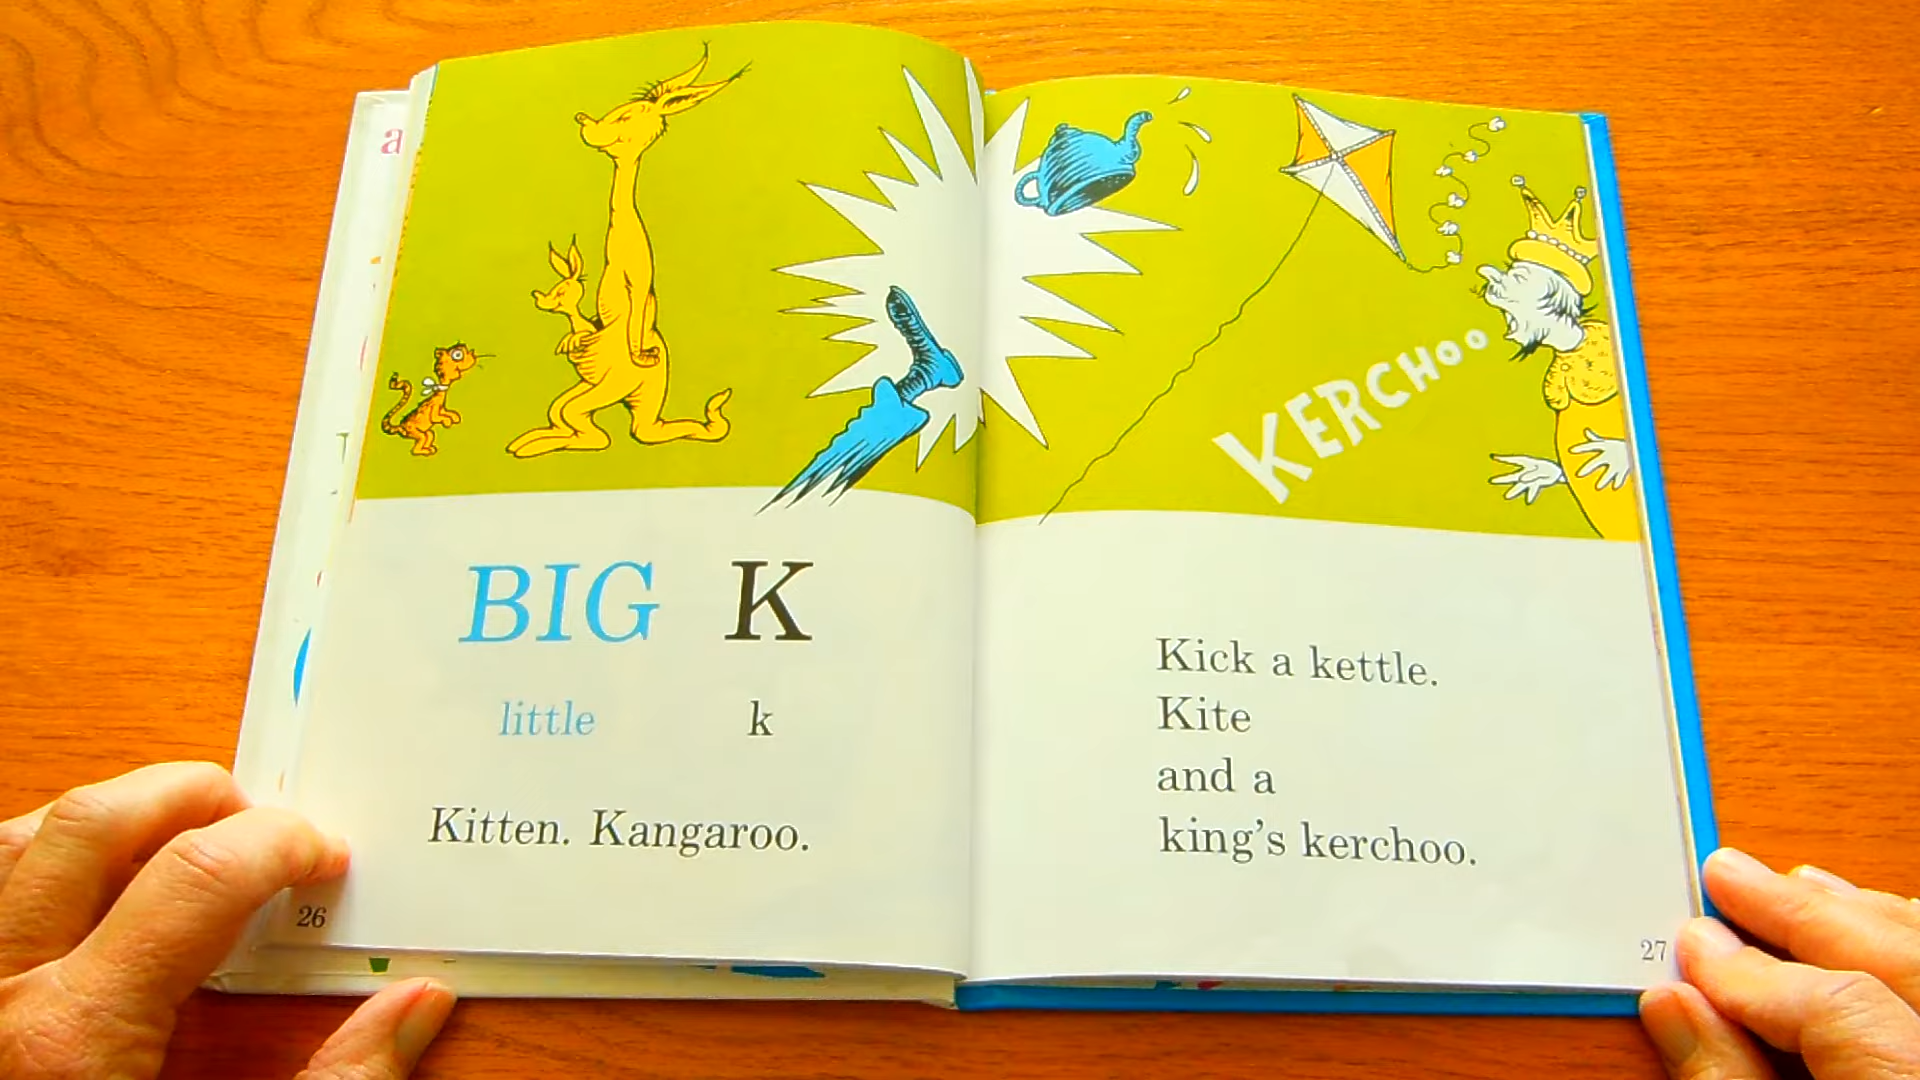 a
BIG K
little k
Kitten. Kangaroo.
26
KERCHOO
Kick a kettle.
Kite
and a
king's kerchoo.
27